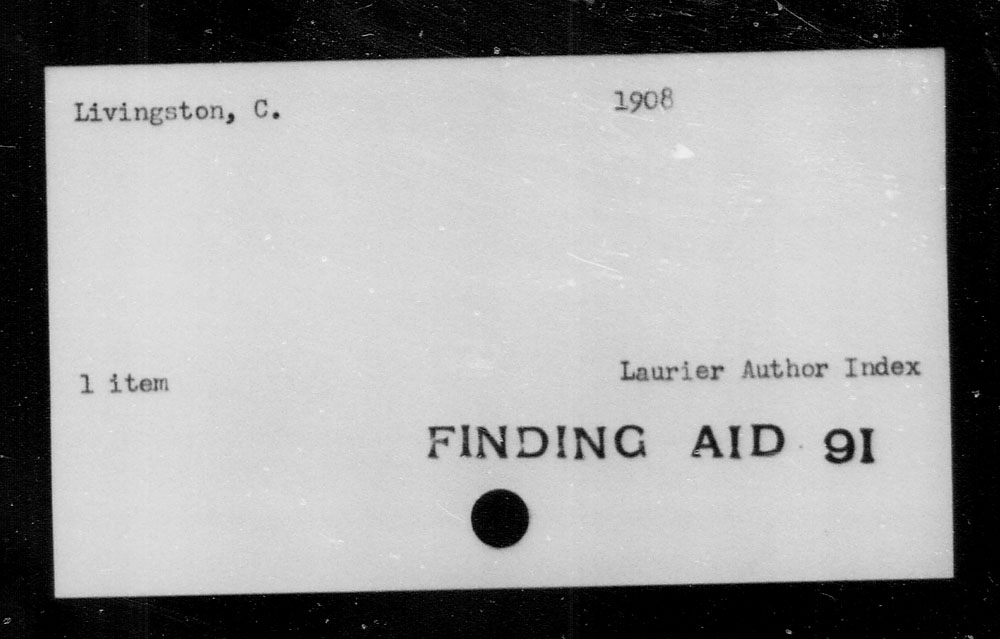 Livingston, C. 1908
1 item Laurier Author Index
FINDING AID 91